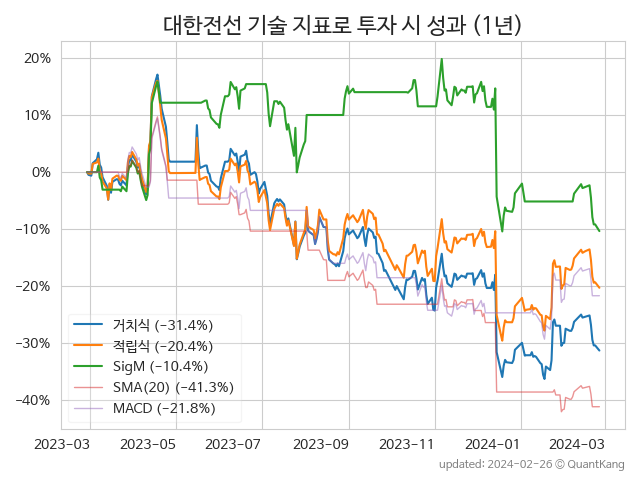 대한전선 기술 지표로 투자 시 성과 (1년)
20%
10%
0%
−10%
−20%
−30%
−40%
거치식 (−31.4%)
적립식 (−20.4%)
SigM (−10.4%)
SMA(20) (−41.3%)
MACD (−21.8%)
2023−03 2023−05 2023−07 2023−09 2023−11 2024−01 2024−03
updated: 2024−02−26 © QuantKang